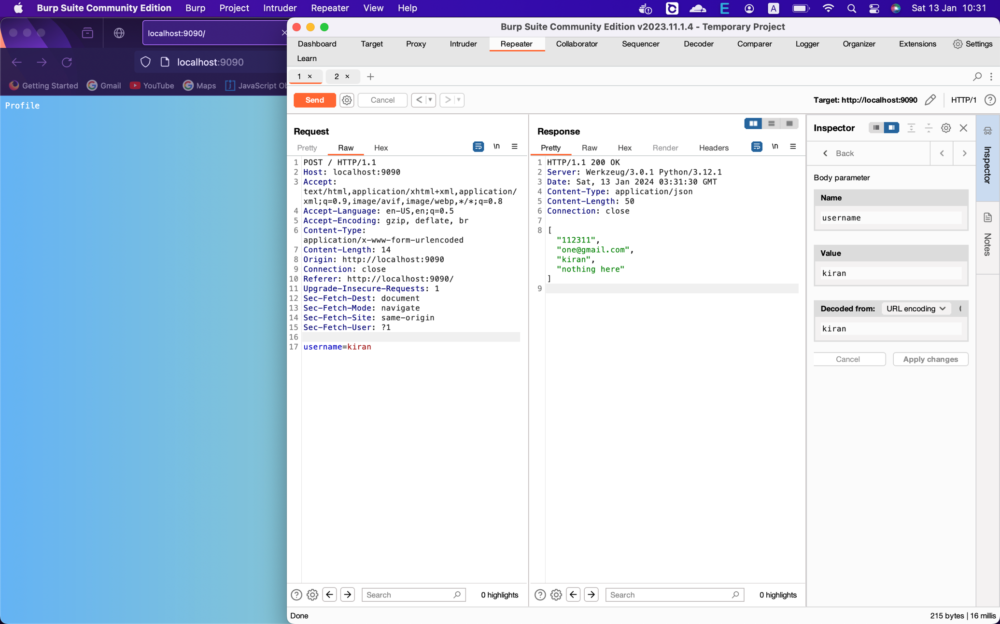 Burp Suite Community Edition Burp Project Intruder Repeater View Help A Sat 13 Jan 10:31
localhost:9090/
localhost:9090
Getting Started Gmail YouTube Maps JavaScript Ob
Profile
Burp Suite Community Edition v2023.11.1.4 - Temporary Project
Dashboard Target Proxy Intruder Repeater Collaborator Sequencer Decoder Comparer Logger Organizer Extensions Settings
Learn
1 × 2 × +
Send Cancel < > Target: http://localhost:9090 HTTP/1 ?
Request
Pretty Raw Hex \n
1 POST / HTTP/1.1
2 Host: localhost:9090
3 Accept:
text/html,application/xhtml+xml,application/
xml;q=0.9,image/avif,image/webp,*/*;q=0.8
4 Accept-Language: en-US,en;q=0.5
5 Accept-Encoding: gzip, deflate, br
6 Content-Type:
application/x-www-form-urlencoded
7 Content-Length: 14
8 Origin: http://localhost:9090
9 Connection: close
10 Referer: http://localhost:9090/
11 Upgrade-Insecure-Requests: 1
12 Sec-Fetch-Dest: document
13 Sec-Fetch-Mode: navigate
14 Sec-Fetch-Site: same-origin
15 Sec-Fetch-User: ?1
16
17 username=kiran
Search 0 highlights
Response
Pretty Raw Hex Render Headers \n
1 HTTP/1.1 200 OK
2 Server: Werkzeug/3.0.1 Python/3.12.1
3 Date: Sat, 13 Jan 2024 03:31:30 GMT
4 Content-Type: application/json
5 Content-Length: 50
6 Connection: close
7
8 [
"112311",
"one@gmail.com",
"kiran",
"nothing here"
]
9
Search 0 highlights
Inspector
Back
Body parameter
Name
username
Value
kiran
Decoded from: URL encoding
kiran
Cancel Apply changes
Inspector
Notes
Done 215 bytes | 16 millis